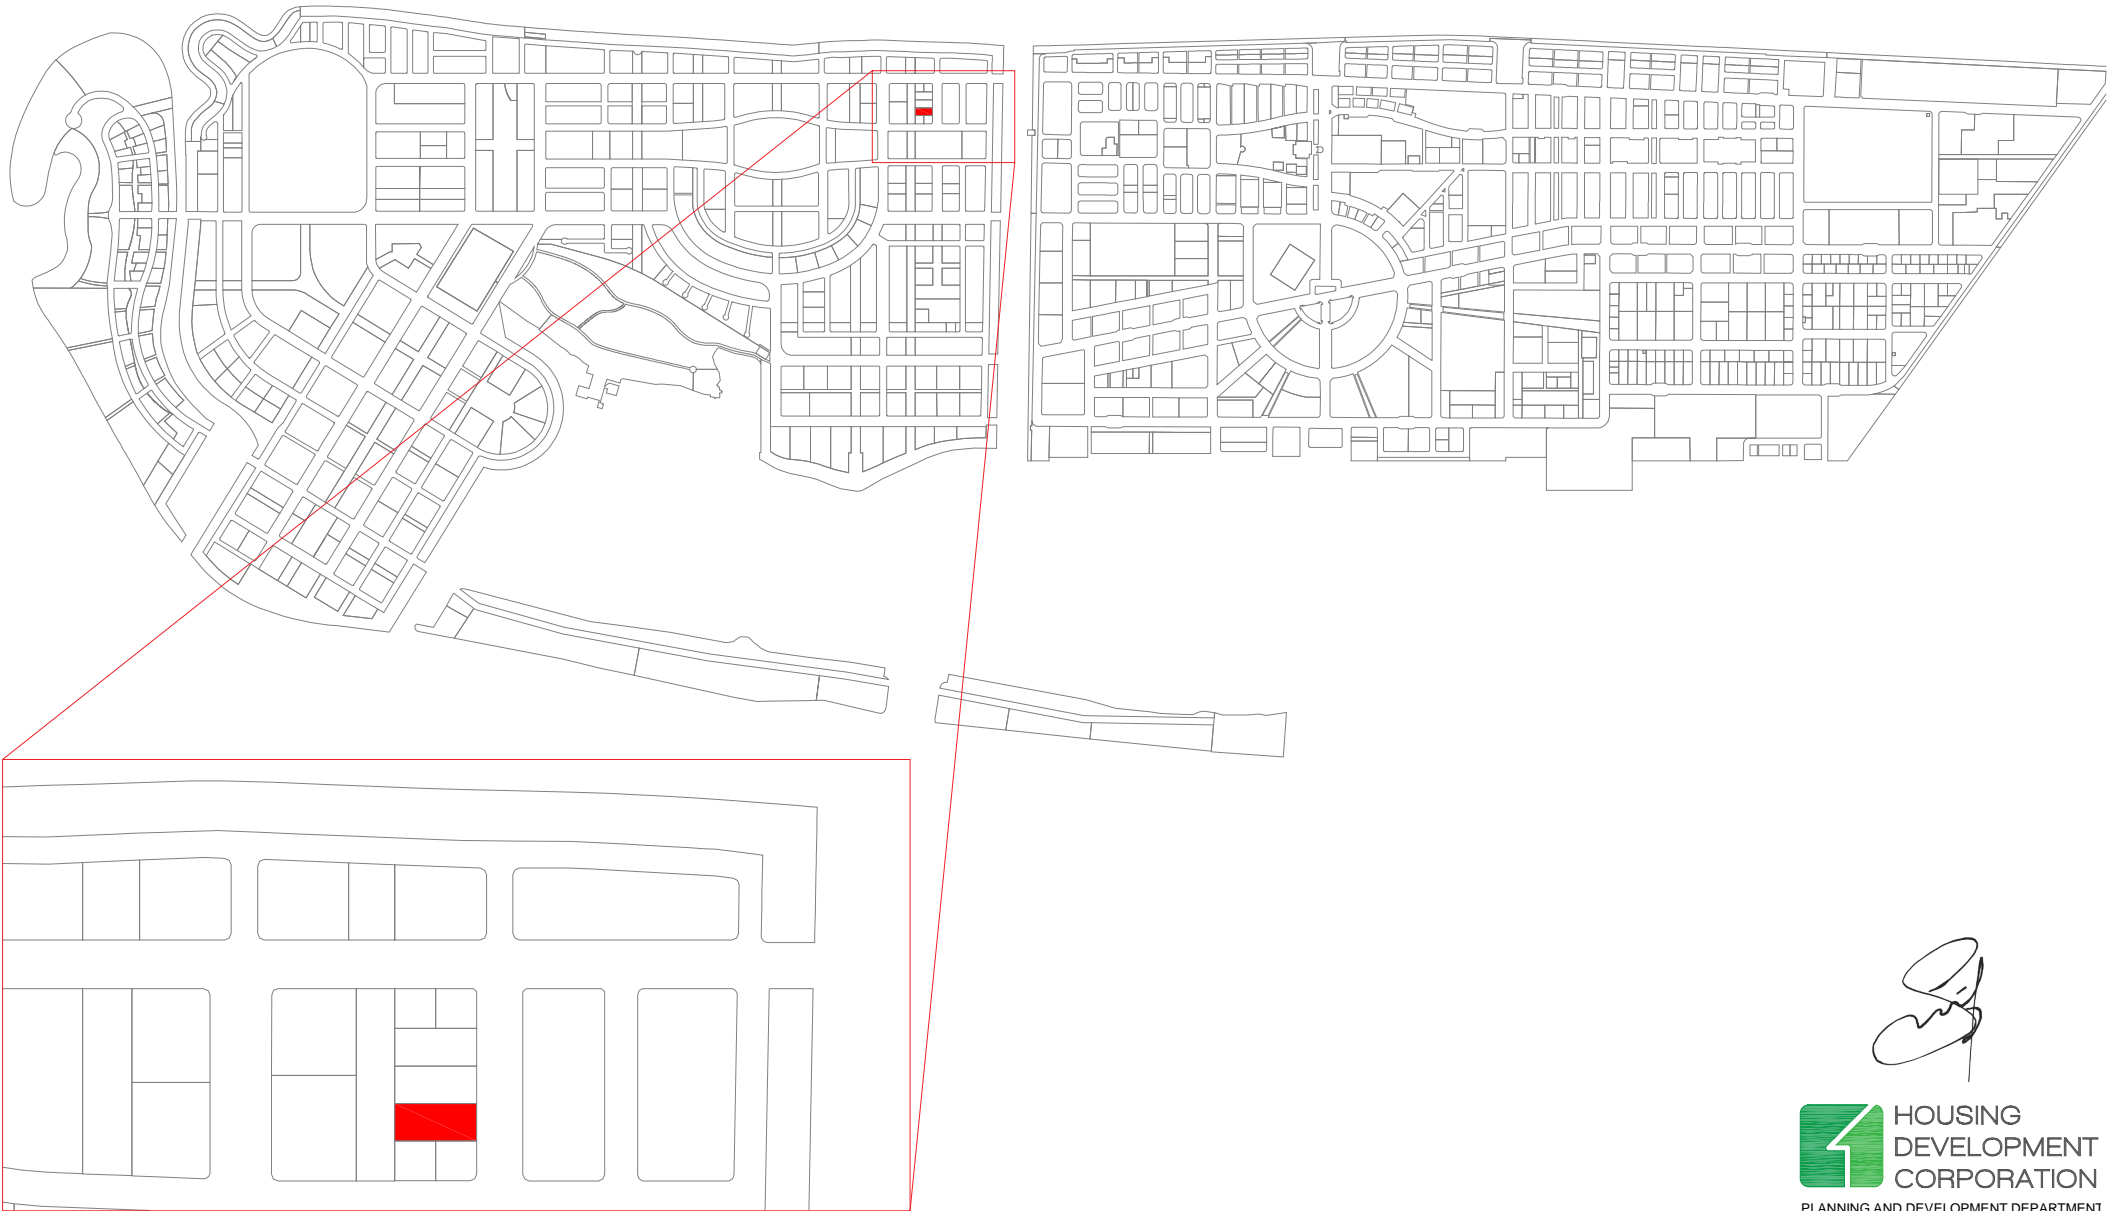 HOUSING
DEVELOPMENT
CORPORATION
PLANNING AND DEVELOPMENT DEPARTMENT